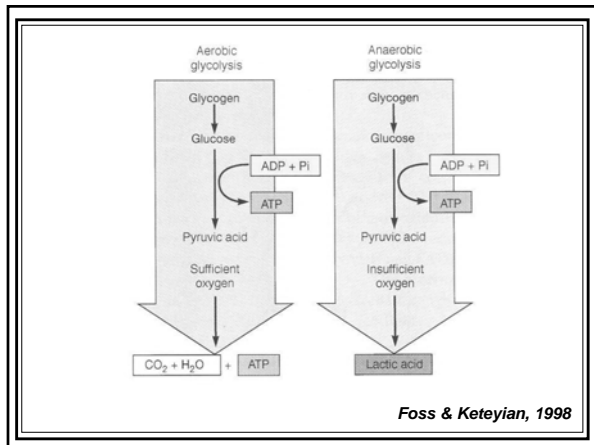 Aerobic
glycolysis
Glycogen
Glucose
ADP + Pi
ATP
Pyruvic acid
Sufficient
oxygen
CO₂ + H₂O + ATP
Anaerobic
glycolysis
Glycogen
Glucose
ADP + Pi
ATP
Pyruvic acid
Insufficient
oxygen
Lactic acid
Foss & Keteyian, 1998